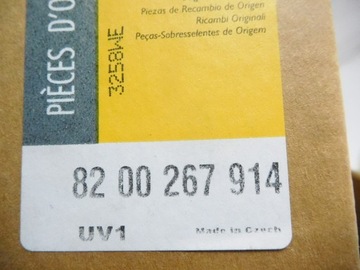 PIÈCES D'O
3258WE
Piezas de Recambio de Origen
Ricambi Originali
Peças-Sobresselentes de Origem
82 00 267 914
UV1
Made in Czech